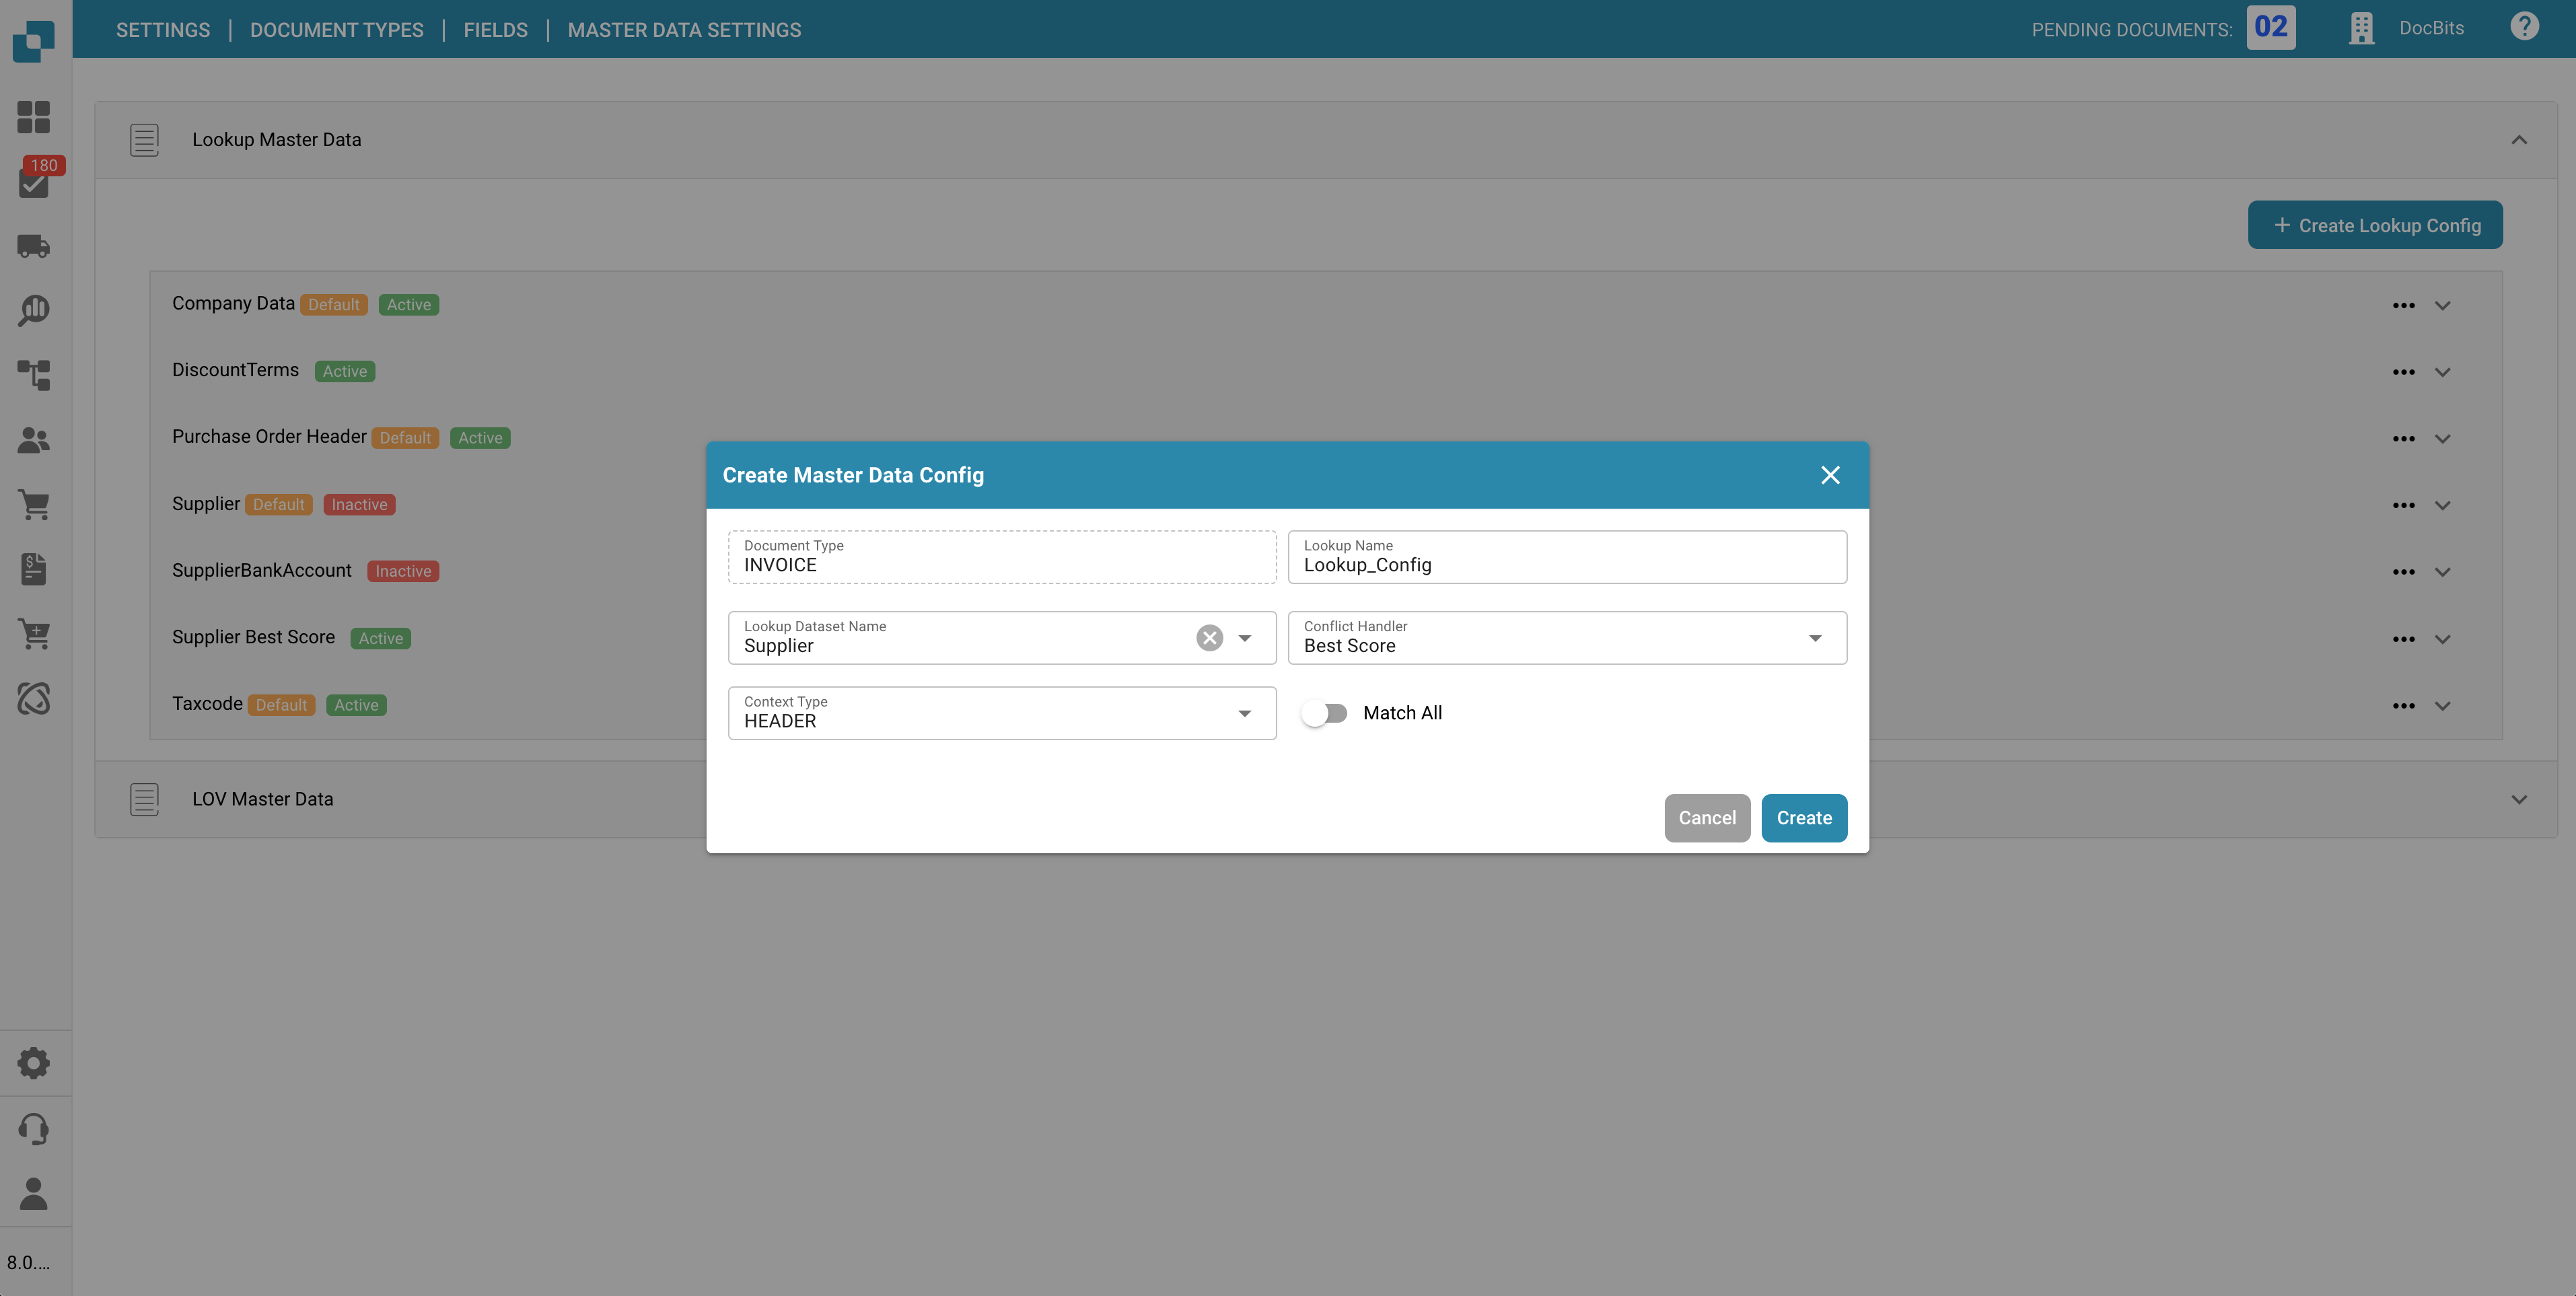 SETTINGS | DOCUMENT TYPES | FIELDS | MASTER DATA SETTINGS
PENDING DOCUMENTS: 02 DocBits ?
180
Lookup Master Data
+ Create Lookup Config
Company Data Default Active
DiscountTerms Active
Purchase Order Header Default Active
Supplier Default Inactive
SupplierBankAccount Inactive
Supplier Best Score Active
Taxcode Default Active
LOV Master Data
Create Master Data Config
Document Type
INVOICE
Lookup Name
Lookup_Config
Lookup Dataset Name
Supplier
Conflict Handler
Best Score
Context Type
HEADER
Match All
Cancel Create
8.0....